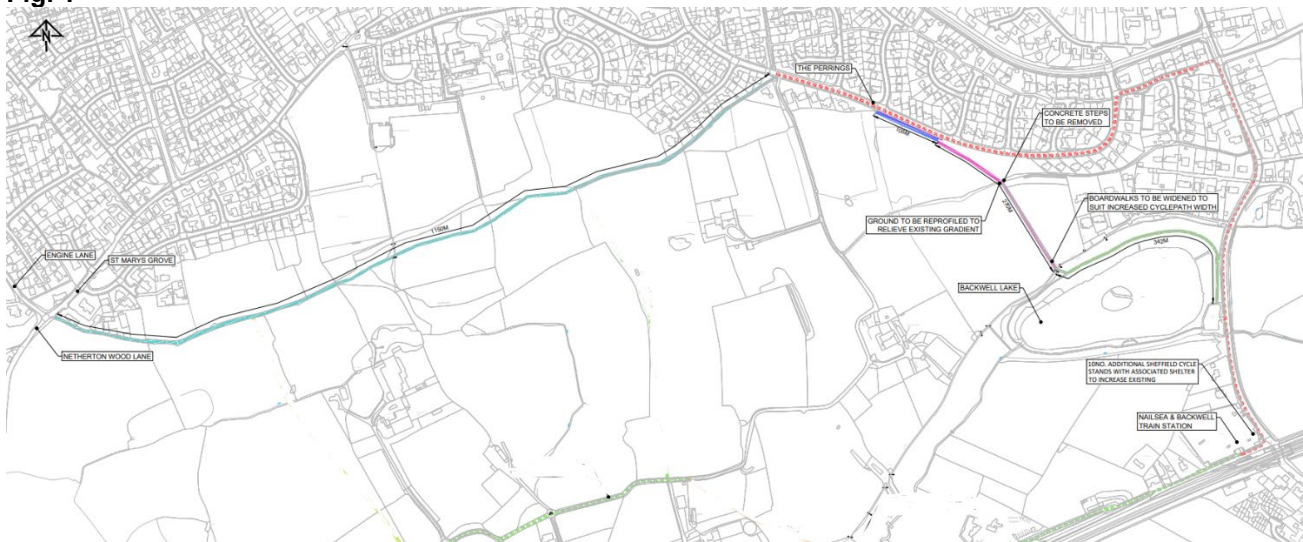 Fig.
N
THE PERRINGS
CONCRETE STEPS
TO BE REMOVED
BOARDWALKS TO BE WIDENED TO
SUIT INCREASED CYCLEPATH WIDTH
GROUND TO BE REPROFILED TO
RELIEVE EXISTING GRADIENT
342M
ENGINE LANE
ST MARYS GROVE
BACKWELL LAKE
NETHERTON WOOD LANE
10NO. ADDITIONAL SHEFFIELD CYCLE
STANDS WITH ASSOCIATED SHELTER
TO INCREASE EXISTING
NAILSEA & BACKWELL
TRAIN STATION